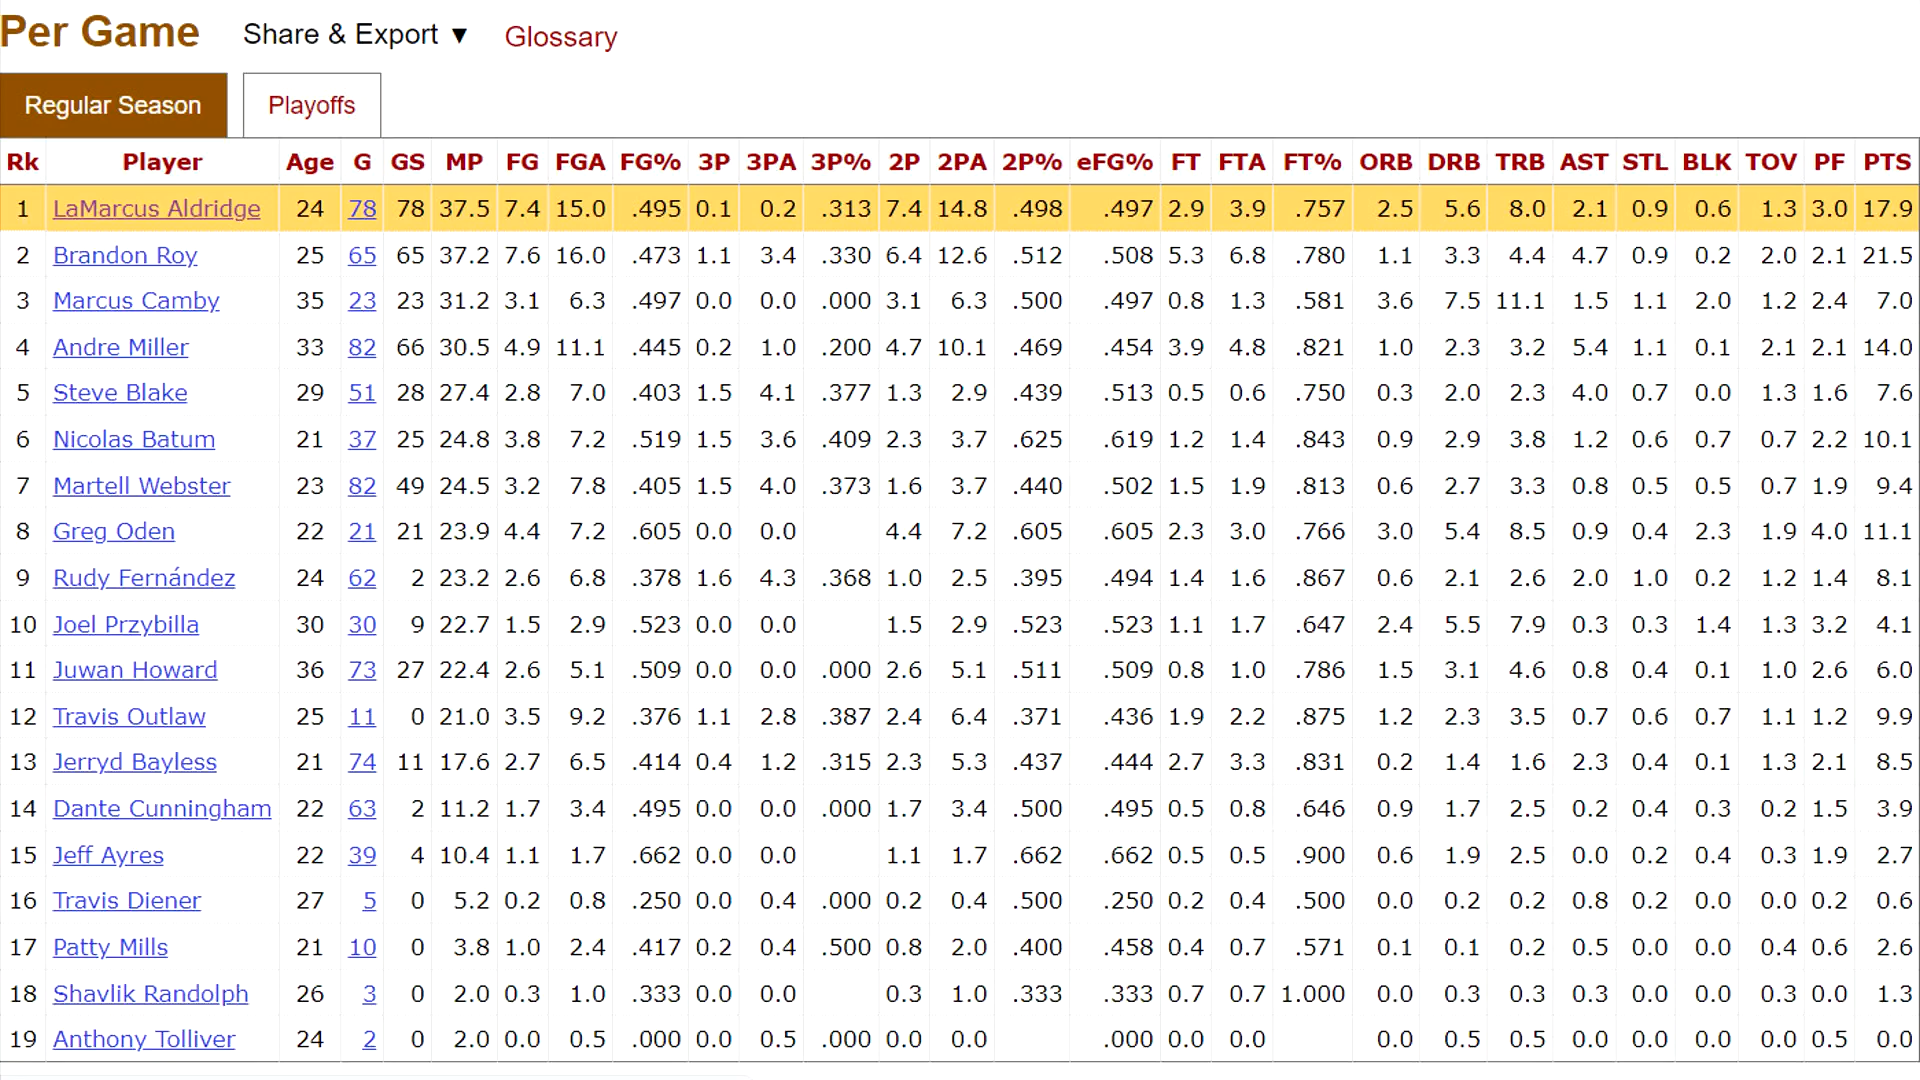 Per Game Share & Export ▼ Glossary
Regular Season Playoffs
Rk Player Age G GS MP FG FGA FG% 3P 3PA 3P% 2P 2PA 2P% eFG% FT FTA FT% ORB DRB TRB AST STL BLK TOV PF PTS
1 LaMarcus Aldridge 24 78 78 37.5 7.4 15.0 .495 0.1 0.2 .313 7.4 14.8 .498 .497 2.9 3.9 .757 2.5 5.6 8.0 2.1 0.9 0.6 1.3 3.0 17.9
2 Brandon Roy 25 65 65 37.2 7.6 16.0 .473 1.1 3.4 .330 6.4 12.6 .512 .508 5.3 6.8 .780 1.1 3.3 4.4 4.7 0.9 0.2 2.0 2.1 21.5
3 Marcus Camby 35 23 23 31.2 3.1 6.3 .497 0.0 0.0 .000 3.1 6.3 .500 .497 0.8 1.3 .581 3.6 7.5 11.1 1.5 1.1 2.0 1.2 2.4 7.0
4 Andre Miller 33 82 66 30.5 4.9 11.1 .445 0.2 1.0 .200 4.7 10.1 .469 .454 3.9 4.8 .821 1.0 2.3 3.2 5.4 1.1 0.1 2.1 2.1 14.0
5 Steve Blake 29 51 28 27.4 2.8 7.0 .403 1.5 4.1 .377 1.3 2.9 .439 .513 0.5 0.6 .750 0.3 2.0 2.3 4.0 0.7 0.0 1.3 1.6 7.6
6 Nicolas Batum 21 37 25 24.8 3.8 7.2 .519 1.5 3.6 .409 2.3 3.7 .625 .619 1.2 1.4 .843 0.9 2.9 3.8 1.2 0.6 0.7 0.7 2.2 10.1
7 Martell Webster 23 82 49 24.5 3.2 7.8 .405 1.5 4.0 .373 1.6 3.7 .440 .502 1.5 1.9 .813 0.6 2.7 3.3 0.8 0.5 0.5 0.7 1.9 9.4
8 Greg Oden 22 21 21 23.9 4.4 7.2 .605 0.0 0.0 4.4 7.2 .605 .605 2.3 3.0 .766 3.0 5.4 8.5 0.9 0.4 2.3 1.9 4.0 11.1
9 Rudy Fernández 24 62 2 23.2 2.6 6.8 .378 1.6 4.3 .368 1.0 2.5 .395 .494 1.4 1.6 .867 0.6 2.1 2.6 2.0 1.0 0.2 1.2 1.4 8.1
10 Joel Przybilla 30 30 9 22.7 1.5 2.9 .523 0.0 0.0 1.5 2.9 .523 .523 1.1 1.7 .647 2.4 5.5 7.9 0.3 0.3 1.4 1.3 3.2 4.1
11 Juwan Howard 36 73 27 22.4 2.6 5.1 .509 0.0 0.0 .000 2.6 5.1 .511 .509 0.8 1.0 .786 1.5 3.1 4.6 0.8 0.4 0.1 1.0 2.6 6.0
12 Travis Outlaw 25 11 0 21.0 3.5 9.2 .376 1.1 2.8 .387 2.4 6.4 .371 .436 1.9 2.2 .875 1.2 2.3 3.5 0.7 0.6 0.7 1.1 1.2 9.9
13 Jerryd Bayless 21 74 11 17.6 2.7 6.5 .414 0.4 1.2 .315 2.3 5.3 .437 .444 2.7 3.3 .831 0.2 1.4 1.6 2.3 0.4 0.1 1.3 2.1 8.5
14 Dante Cunningham 22 63 2 11.2 1.7 3.4 .495 0.0 0.0 .000 1.7 3.4 .500 .495 0.5 0.8 .646 0.9 1.7 2.5 0.2 0.4 0.3 0.2 1.5 3.9
15 Jeff Ayres 22 39 4 10.4 1.1 1.7 .662 0.0 0.0 1.1 1.7 .662 .662 0.5 0.5 .900 0.6 1.9 2.5 0.0 0.2 0.4 0.3 1.9 2.7
16 Travis Diener 27 5 0 5.2 0.2 0.8 .250 0.0 0.4 .000 0.2 0.4 .500 .250 0.2 0.4 .500 0.0 0.2 0.2 0.8 0.2 0.0 0.0 0.2 0.6
17 Patty Mills 21 10 0 3.8 1.0 2.4 .417 0.2 0.4 .500 0.8 2.0 .400 .458 0.4 0.7 .571 0.1 0.1 0.2 0.5 0.0 0.0 0.4 0.6 2.6
18 Shavlik Randolph 26 3 0 2.0 0.3 1.0 .333 0.0 0.0 0.3 1.0 .333 .333 0.7 0.7 1.000 0.0 0.3 0.3 0.3 0.0 0.0 0.3 0.0 1.3
19 Anthony Tolliver 24 2 0 2.0 0.0 0.5 .000 0.0 0.5 .000 0.0 0.0 .000 0.0 0.0 0.0 0.5 0.5 0.0 0.0 0.0 0.0 0.5 0.0